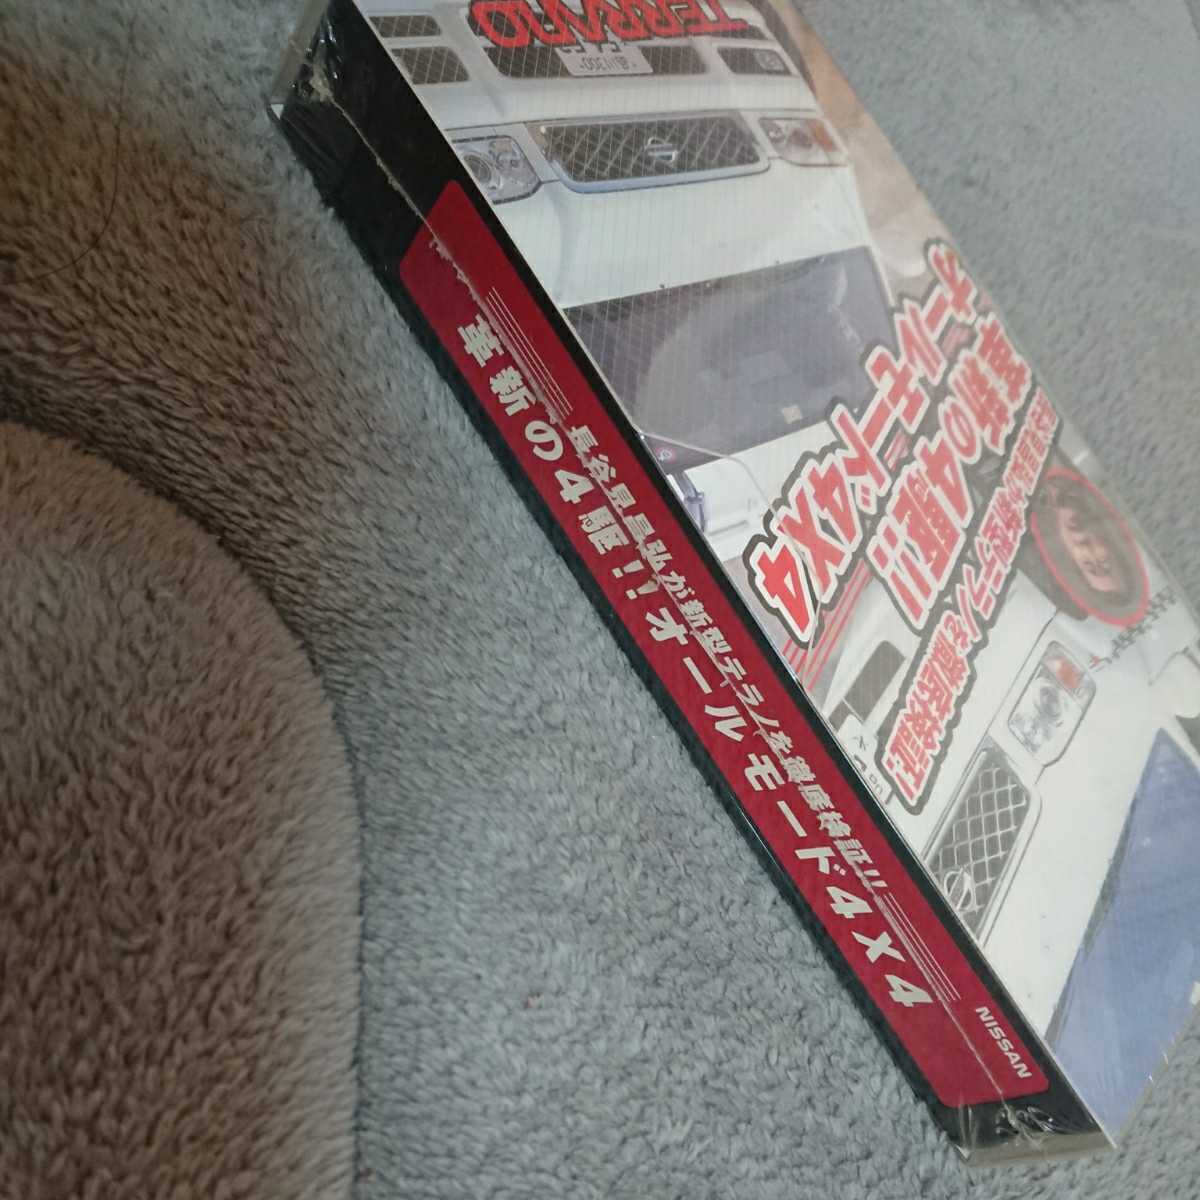 長谷見昌弘が新型テラノを徹底検証!!
革新の4駆!!オールモード4X4
NISSAN
TERRANO
革新の4駆!!
オールモード4X4